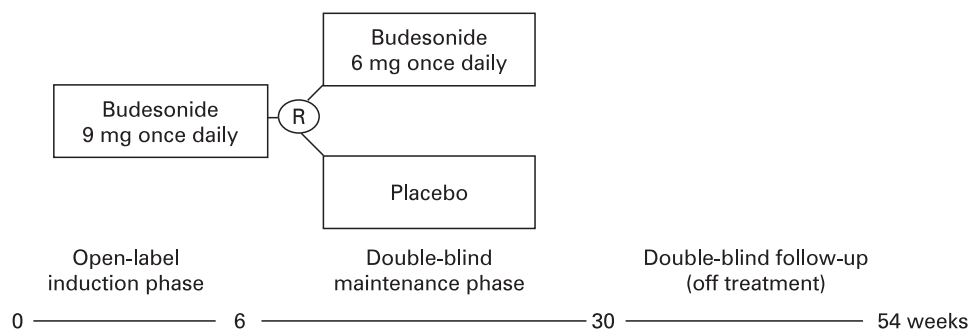 Budesonide
6 mg once daily
Budesonide
9 mg once daily
R
Placebo
Open-label
induction phase
Double-blind
maintenance phase
Double-blind follow-up
(off treatment)
0
6
30
54 weeks